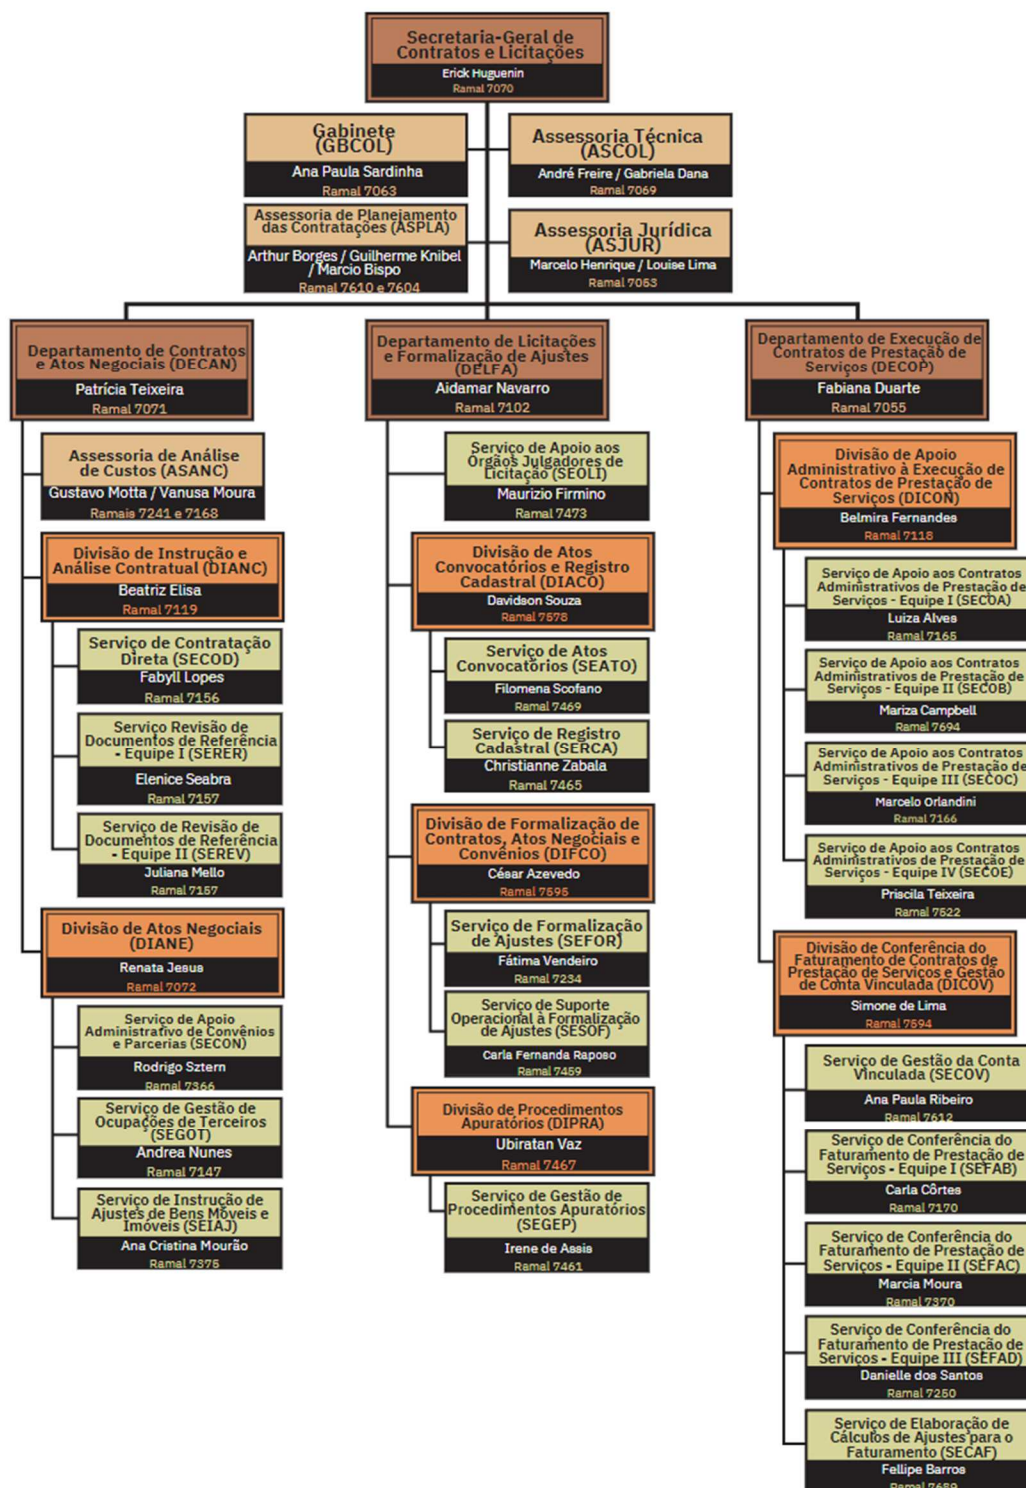 Secretaria-Geral de
Contratos e Licitações
Erick Huguenin
Ramal 7070
Gabinete
(GBCOL)
Ana Paula Sardinha
Ramal 7063
Assessoria Técnica
(ASCOL)
André Freire / Gabriela Dana
Ramal 7069
Assessoria de Planejamento
das Contratações (ASPLA)
Arthur Borges / Guilherme Knibel
/ Marcio Bispo
Ramal 7610 e 7604
Assessoria Jurídica
(ASJUR)
Marcelo Henrique / Louise Lima
Ramal 7053
Departamento de Contratos
e Atos Negociais (DECAN)
Patrícia Teixeira
Ramal 7071
Assessoria de Análise
de Custos (ASANC)
Gustavo Motta / Vanusa Moura
Ramais 7241 e 7168
Divisão de Instrução e
Análise Contratual (DIANC)
Beatriz Elisa
Ramal 7119
Serviço de Contratação
Direta (SECOD)
Fabyll Lopes
Ramal 7156
Serviço Revisão de
Documentos de Referência
- Equipe I (SERER)
Elenice Seabra
Ramal 7157
Serviço de Revisão de
Documentos de Referência
- Equipe II (SEREV)
Juliana Mello
Ramal 7157
Divisão de Atos Negociais
(DIANE)
Renata Jesus
Ramal 7072
Serviço de Apoio
Administrativo de Convênios
e Parcerias (SECON)
Rodrigo Sztern
Ramal 7366
Serviço de Gestão de
Ocupações de Terceiros
(SEGOT)
Andrea Nunes
Ramal 7147
Serviço de Instrução de
Ajustes de Bens Móveis e
Imóveis (SEIAJ)
Ana Cristina Mourão
Ramal 7375
Departamento de Licitações
e Formalização de Ajustes
(DELFA)
Aidamar Navarro
Ramal 7102
Serviço de Apoio aos
Órgãos Julgadores de
Licitação (SEOLI)
Maurizio Firmino
Ramal 7473
Divisão de Atos
Convocatórios e Registro
Cadastral (DIACO)
Davidson Souza
Ramal 7578
Serviço de Atos
Convocatórios (SEATO)
Filomena Scofano
Ramal 7469
Serviço de Registro
Cadastral (SERCA)
Christianne Zabala
Ramal 7465
Divisão de Formalização de
Contratos, Atos Negociais e
Convênios (DIFCO)
César Azevedo
Ramal 7595
Serviço de Formalização
de Ajustes (SEFOR)
Fátima Vendeiro
Ramal 7234
Serviço de Suporte
Operacional à Formalização
de Ajustes (SESOF)
Carla Fernanda Raposo
Ramal 7459
Divisão de Procedimentos
Apuratórios (DIPRA)
Ubiratan Vaz
Ramal 7467
Serviço de Gestão de
Procedimentos Apuratórios
(SEGEP)
Irene de Assis
Ramal 7461
Departamento de Execução de
Contratos de Prestação de
Serviços (DECOP)
Fabiana Duarte
Ramal 7055
Divisão de Apoio
Administrativo à Execução de
Contratos de Prestação de
Serviços (DICON)
Belmira Fernandes
Ramal 7118
Serviço de Apoio aos Contratos
Administrativos de Prestação de
Serviços - Equipe I (SECOA)
Luiza Alves
Ramal 7165
Serviço de Apoio aos Contratos
Administrativos de Prestação de
Serviços - Equipe II (SECOB)
Mariza Campbell
Ramal 7694
Serviço de Apoio aos Contratos
Administrativos de Prestação de
Serviços - Equipe III (SECOC)
Marcelo Orlandini
Ramal 7166
Serviço de Apoio aos Contratos
Administrativos de Prestação de
Serviços - Equipe IV (SECOE)
Priscila Teixeira
Ramal 7522
Divisão de Conferência do
Faturamento de Contratos de
Prestação de Serviços e Gestão
de Conta Vinculada (DICOV)
Simone de Lima
Ramal 7594
Serviço de Gestão da Conta
Vinculada (SECOV)
Ana Paula Ribeiro
Ramal 7612
Serviço de Conferência do
Faturamento de Prestação de
Serviços - Equipe I (SEFAB)
Carla Côrtes
Ramal 7170
Serviço de Conferência do
Faturamento de Prestação de
Serviços - Equipe II (SEFAC)
Marcia Moura
Ramal 7370
Serviço de Conferência do
Faturamento de Prestação de
Serviços - Equipe III (SEFAD)
Danielle dos Santos
Ramal 7250
Serviço de Elaboração de
Cálculos de Ajustes para o
Faturamento (SECAF)
Fellipe Barros
Ramal 7689